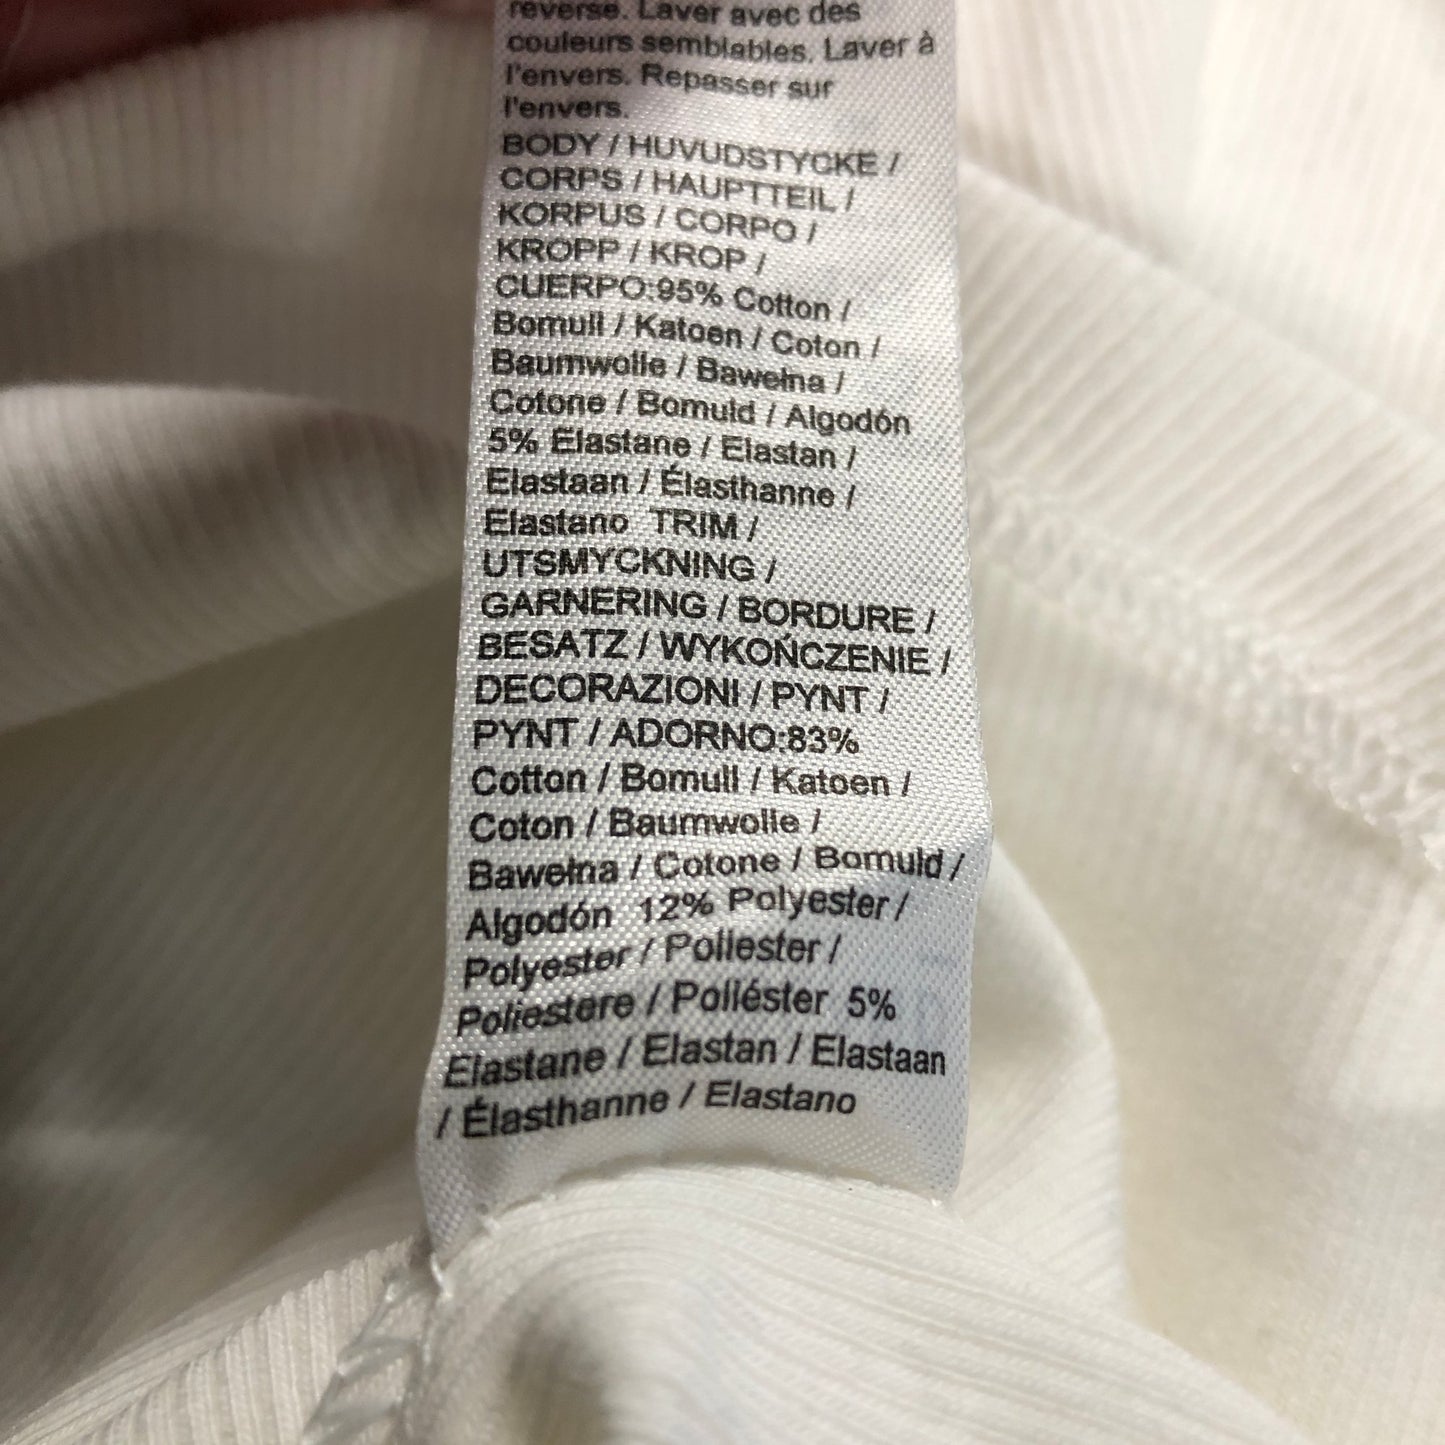 reverse. Laver avec des
couleurs semblables. Laver à
l'envers. Repasser sur
l'envers.
BODY / HUVUDSTYCKE /
CORPS / HAUPTTEIL /
KORPUS / CORPO /
KROPP / KROP /
CUERPO:95% Cotton /
Bomull / Katoen / Coton /
Baumwolle / Bawełna /
Cotone / Bomuld / Algodón
5% Elastane / Elastan /
Elastaan / Élasthanne /
Elastano TRIM /
UTSMYCKNING /
GARNERING / BORDURE /
BESATZ / WYKOŃCZENIE /
DECORAZIONI / PYNT /
PYNT / ADORNO:83%
Cotton / Bomull / Katoen /
Coton / Baumwolle /
Bawełna / Cotone / Bomuld /
Algodón 12% Polyester /
Polyester / Poliester /
Poliestere / Poliéster 5%
Elastane / Elastan / Elastaan
/ Élasthanne / Elastano